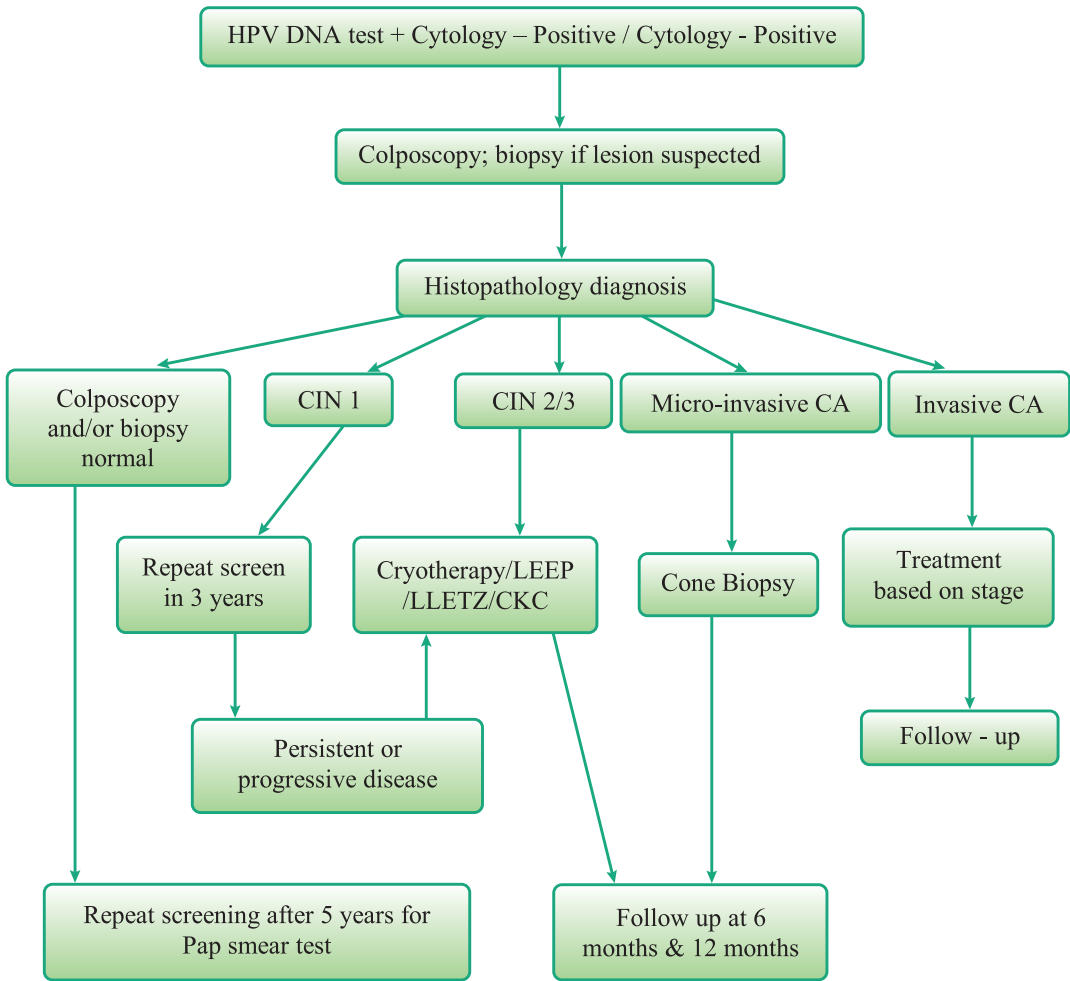 HPV DNA test + Cytology – Positive / Cytology - Positive
Colposcopy; biopsy if lesion suspected
Histopathology diagnosis
Colposcopy
and/or biopsy
normal
CIN 1
CIN 2/3
Micro-invasive CA
Invasive CA
Repeat screen
in 3 years
Cryotherapy/LEEP
/LLETZ/CKC
Cone Biopsy
Treatment
based on stage
Persistent or
progressive disease
Follow - up
Repeat screening after 5 years for
Pap smear test
Follow up at 6
months & 12 months